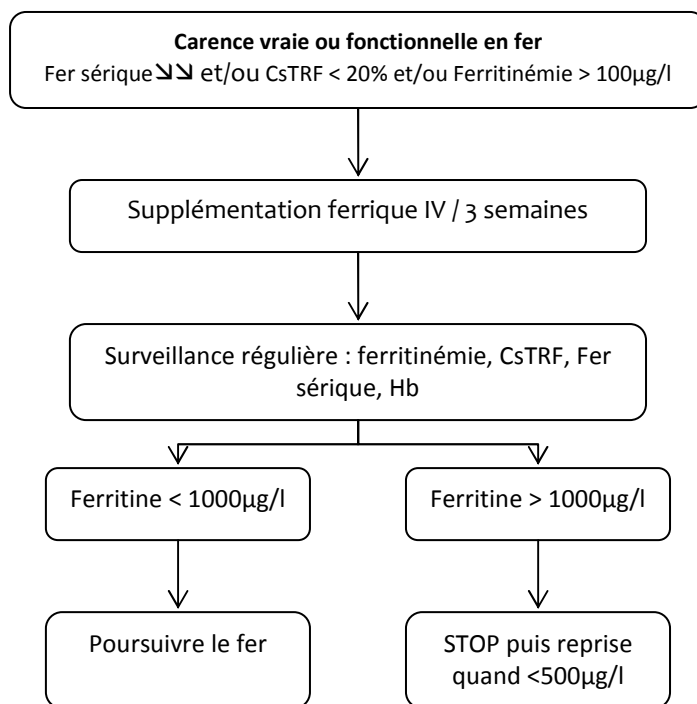 Carence vraie ou fonctionnelle en fer
Fer sérique↘↘ et/ou CsTRF < 20% et/ou Ferritinémie > 100µg/l
Supplémentation ferrique IV / 3 semaines
Surveillance régulière : ferritinémie, CsTRF, Fer
sérique, Hb
Ferritine < 1000µg/l
Ferritine > 1000µg/l
Poursuivre le fer
STOP puis reprise
quand <500µg/l